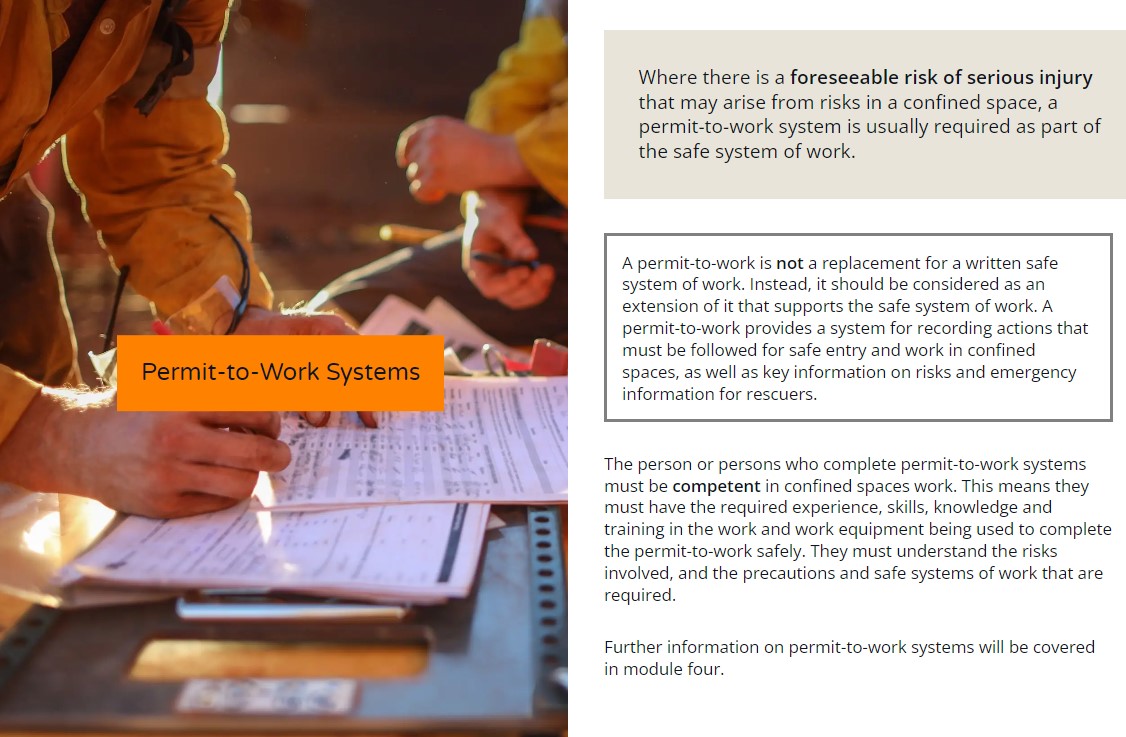 Permit-to-Work Systems
Where there is a foreseeable risk of serious injury
that may arise from risks in a confined space, a
permit-to-work system is usually required as part of
the safe system of work.
A permit-to-work is not a replacement for a written safe
system of work. Instead, it should be considered as an
extension of it that supports the safe system of work. A
permit-to-work provides a system for recording actions that
must be followed for safe entry and work in confined
spaces, as well as key information on risks and emergency
information for rescuers.
The person or persons who complete permit-to-work systems
must be competent in confined spaces work. This means they
must have the required experience, skills, knowledge and
training in the work and work equipment being used to complete
the permit-to-work safely. They must understand the risks
involved, and the precautions and safe systems of work that are
required.
Further information on permit-to-work systems will be covered
in module four.